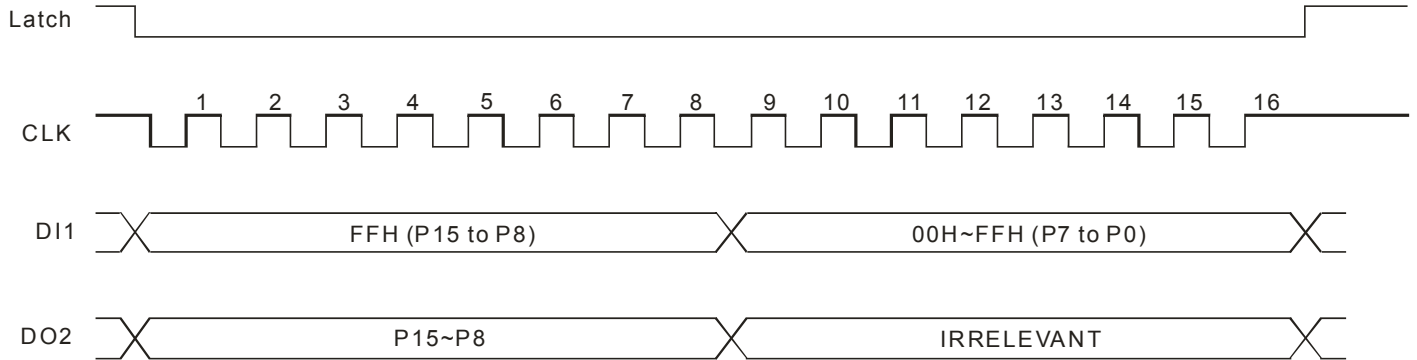 Latch
1 2 3 4 5 6 7 8 9 10 11 12 13 14 15 16
CLK
DI1 FFH (P15 to P8) 00H~FFH (P7 to P0)
DO2 P15~P8 IRRELEVANT